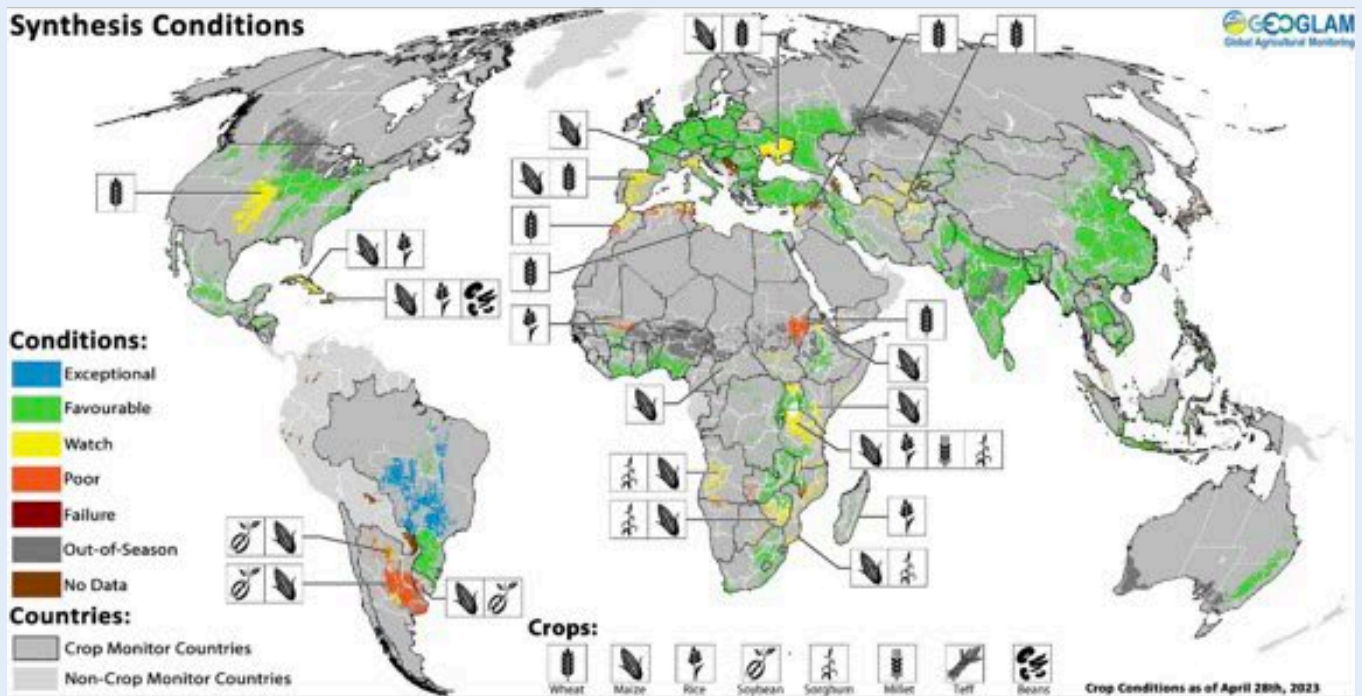 Synthesis Conditions
GEOGLAM
Global Agricultural Monitoring
Conditions:
Exceptional
Favourable
Watch
Poor
Failure
Out-of-Season
No Data
Countries:
Crop Monitor Countries
Non-Crop Monitor Countries
Crops:
Wheat Maize Rice Soybean Sorghum Millet Teff Beans
Crop Conditions as of April 28th, 2023